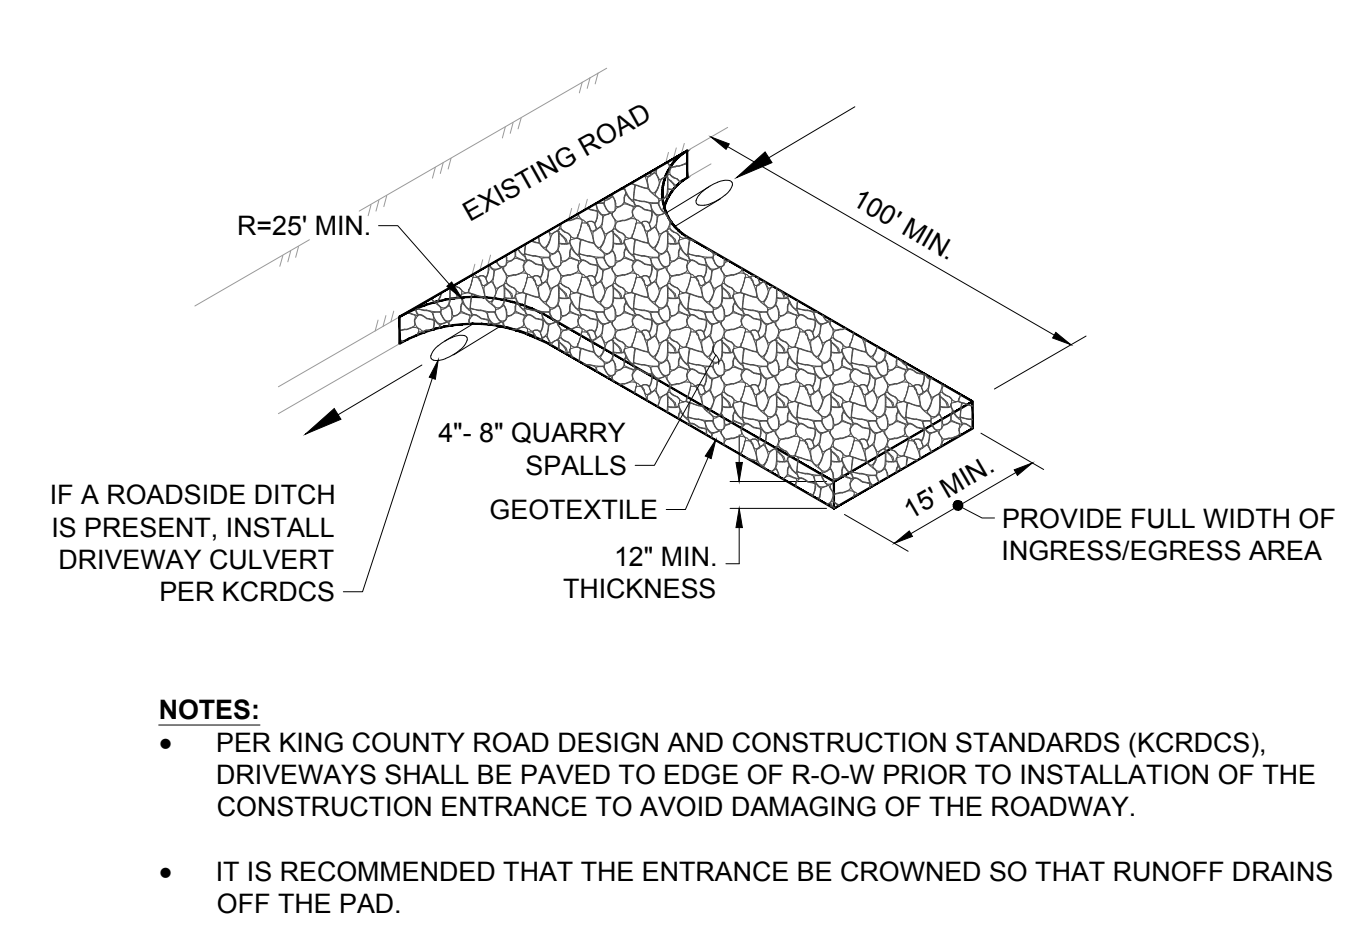 EXISTING ROAD
R=25' MIN.
100' MIN.
4"- 8" QUARRY
SPALLS
GEOTEXTILE
12" MIN.
THICKNESS
15' MIN.
PROVIDE FULL WIDTH OF
INGRESS/EGRESS AREA
IF A ROADSIDE DITCH
IS PRESENT, INSTALL
DRIVEWAY CULVERT
PER KCRDCS
NOTES:
• PER KING COUNTY ROAD DESIGN AND CONSTRUCTION STANDARDS (KCRDCS),
DRIVEWAYS SHALL BE PAVED TO EDGE OF R-O-W PRIOR TO INSTALLATION OF THE
CONSTRUCTION ENTRANCE TO AVOID DAMAGING OF THE ROADWAY.
• IT IS RECOMMENDED THAT THE ENTRANCE BE CROWNED SO THAT RUNOFF DRAINS
OFF THE PAD.